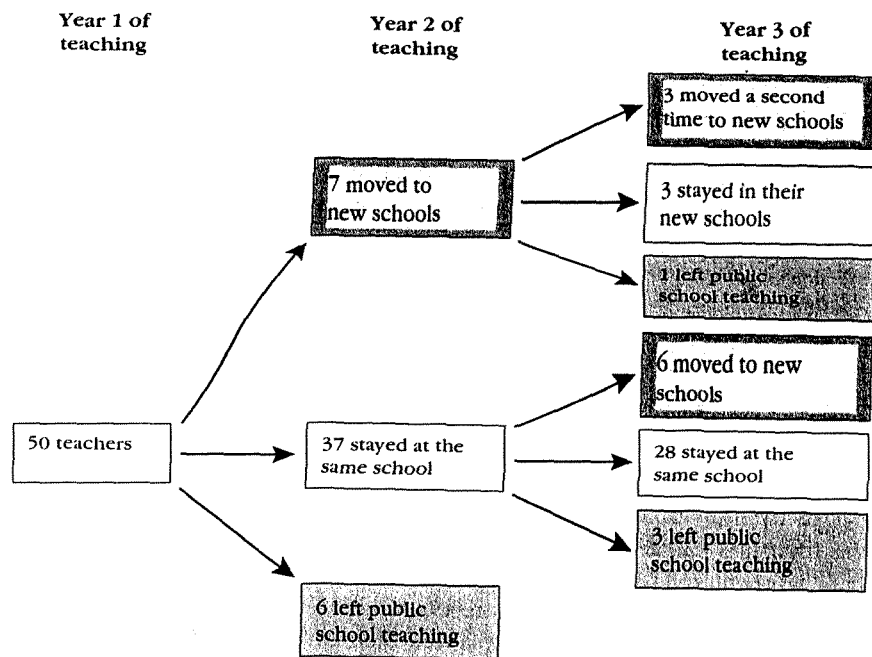 Year 1 of
teaching
Year 2 of
teaching
Year 3 of
teaching
3 moved a second
time to new schools
7 moved to
new schools
3 stayed in their
new schools
1 left public
school teaching
6 moved to new
schools
50 teachers
37 stayed at the
same school
28 stayed at the
same school
3 left public
school teaching
6 left public
school teaching